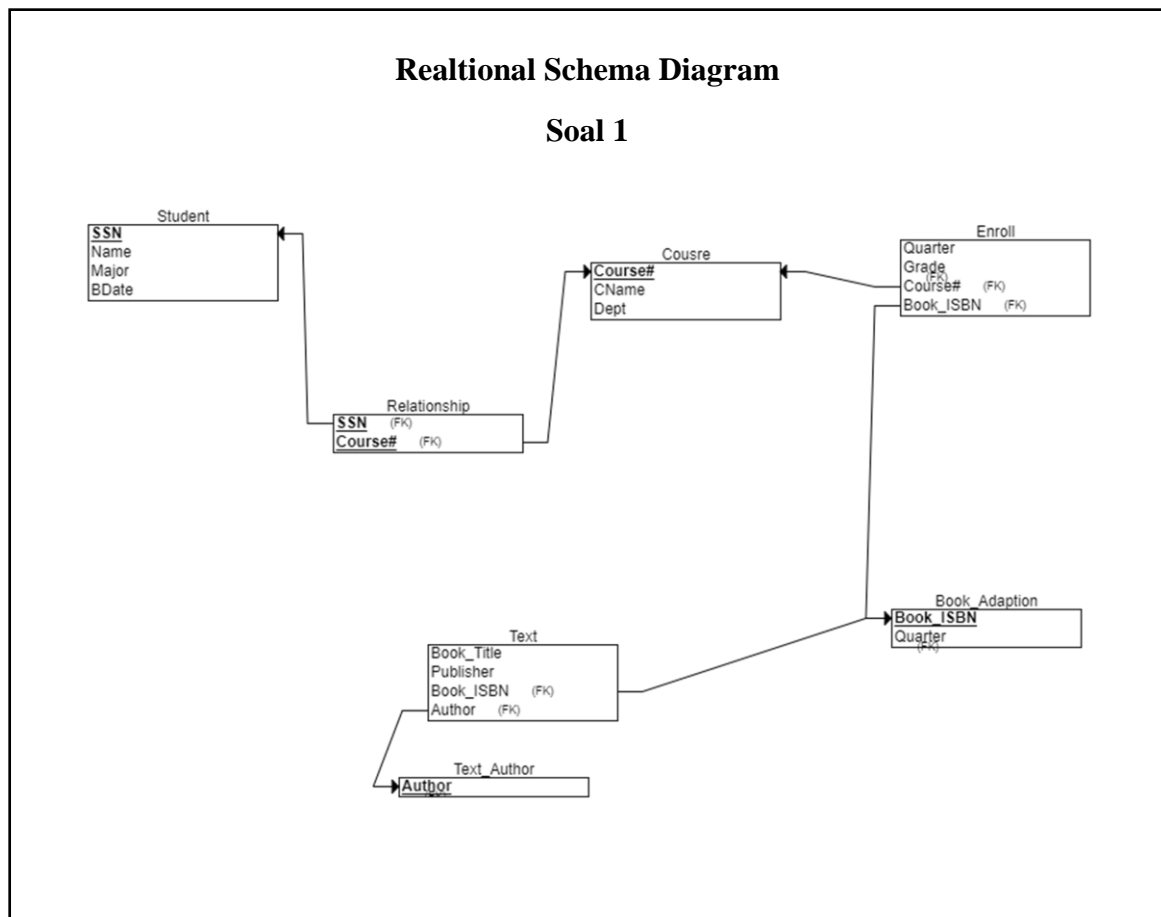 Realtional Schema Diagram
Soal 1
Student
SSN
Name
Major
BDate
Cousre
Course#
CName
Dept
Enroll
Quarter
Grade
(FK)
Course# (FK)
Book_ISBN (FK)
Relationship
SSN (FK)
Course# (FK)
Book_Adaption
Book_ISBN
Quarter
(FK)
Text
Book_Title
Publisher
Book_ISBN (FK)
Author (FK)
Text_Author
Author